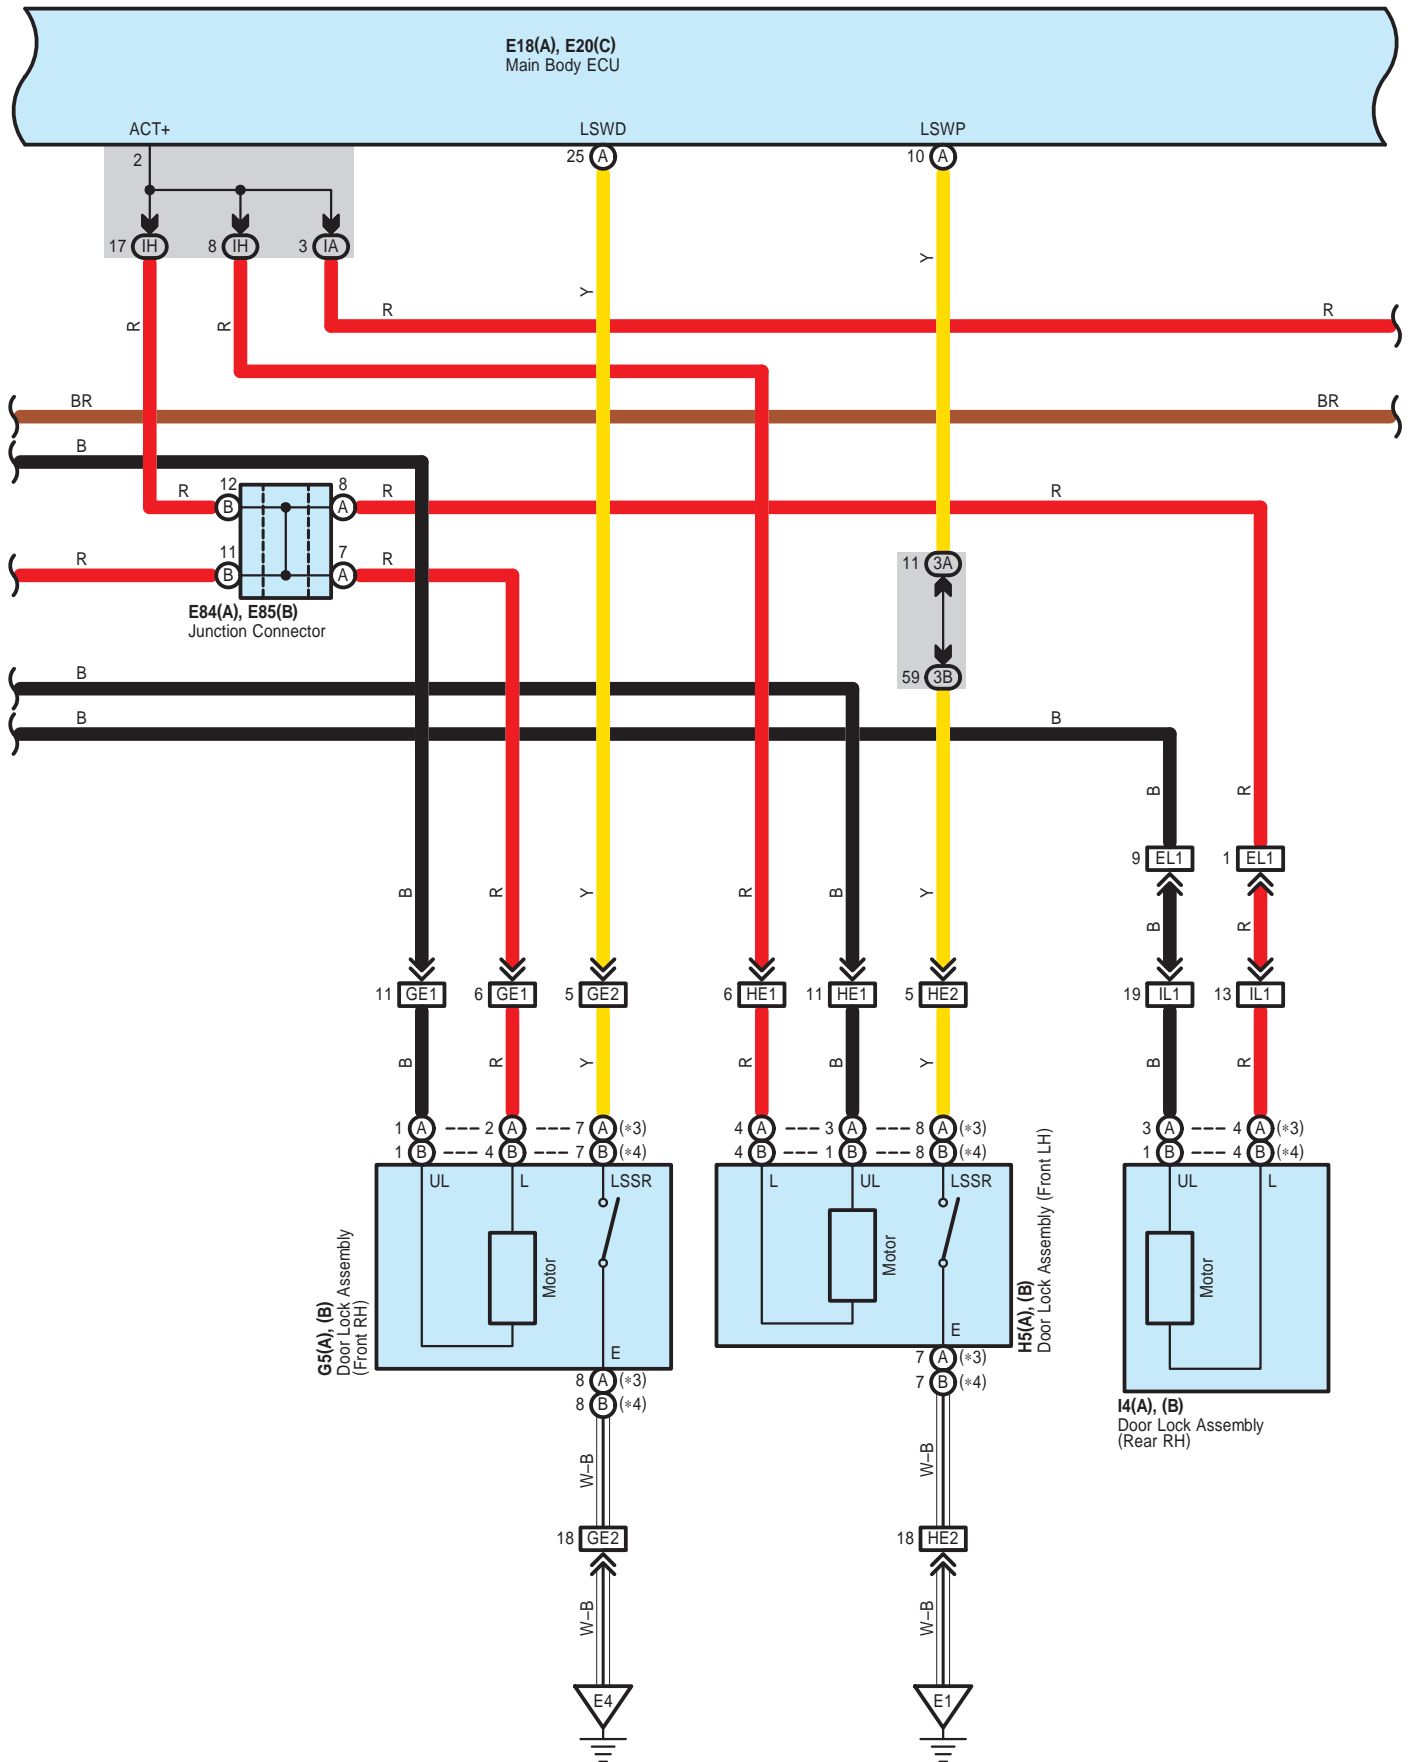 E18(A), E20(C)
Main Body ECU
ACT+ LSWD LSWP
2 25 A 10 A
17 IH 8 IH 3 IA
Y Y
R R R R
BR BR
B
R 12 8 R R
B A
R 11 7 R
B A
11 3A
E84(A), E85(B)
Junction Connector
59 3B
B
B B
B R
9 EL1 1 EL1
B R Y R B Y
B R
11 GE1 6 GE1 5 GE2 6 HE1 11 HE1 5 HE2 19 IL1 13 IL1
B R Y R B Y B R
1 A 2 A 7 A (*3) 4 A 3 A 8 A (*3) 3 A 4 A (*3)
1 B 4 B 7 B (*4) 4 B 1 B 8 B (*4) 1 B 4 B (*4)
UL L LSSR L UL LSSR UL L
Motor Motor Motor
E E
G5(A), (B)
Door Lock Assembly
(Front RH)
H5(A), (B)
Door Lock Assembly (Front LH)
8 A (*3) 7 A (*3)
8 B (*4) 7 B (*4)
I4(A), (B)
Door Lock Assembly
(Rear RH)
W–B W–B
18 GE2 18 HE2
W–B W–B
E4 E1